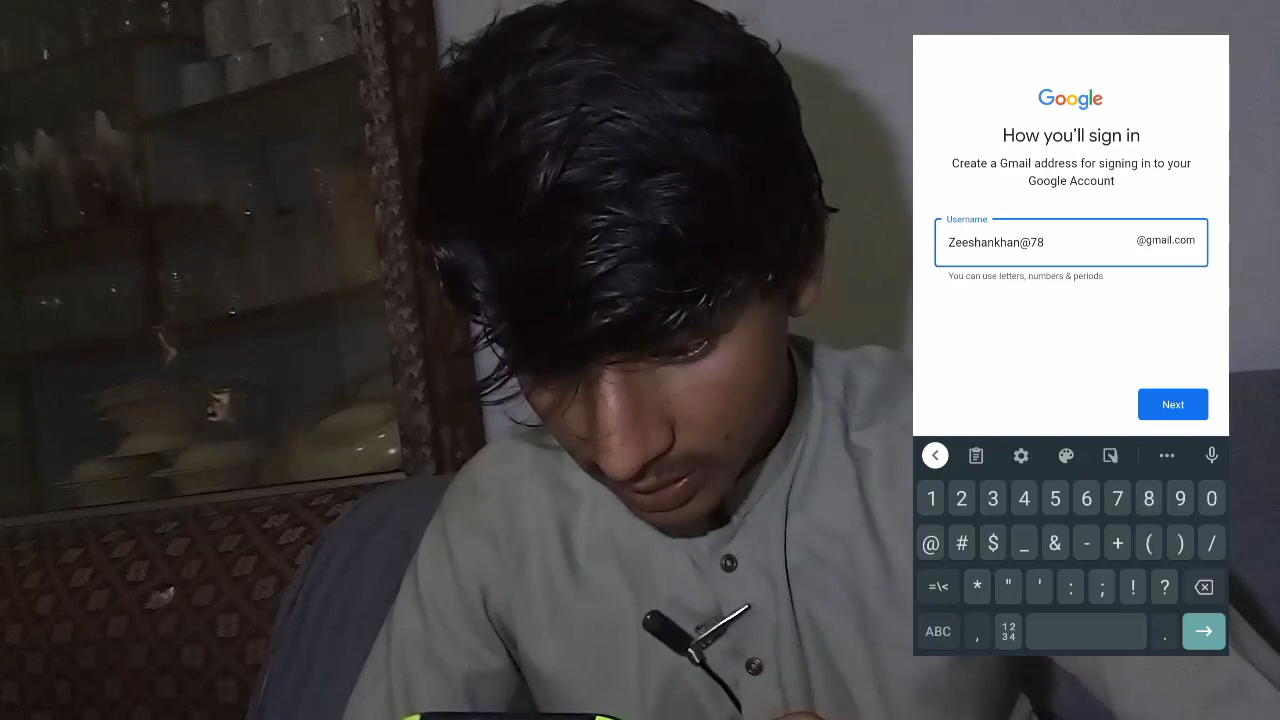 Google
How you'll sign in
Create a Gmail address for signing in to your
Google Account
Username
Zeeshankhan@78 @gmail.com
You can use letters, numbers & periods
Next
1 2 3 4 5 6 7 8 9 0
@ # $ _ & - + ( ) /
=\< * " ' : ; ! ?
ABC , 12 34 .